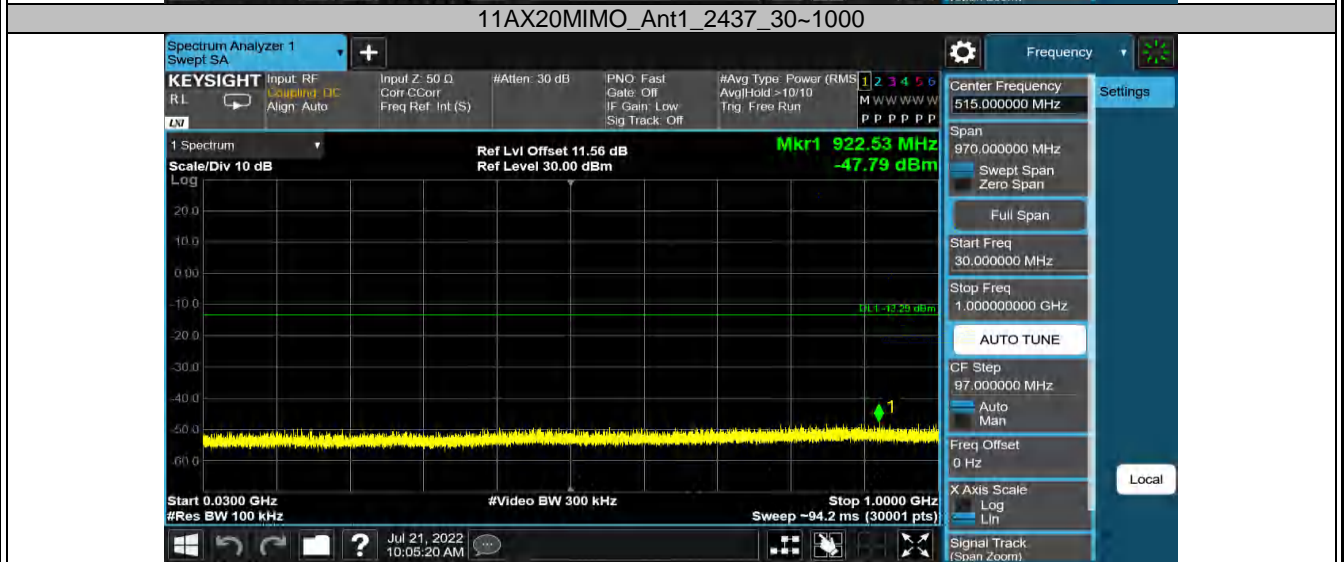 11AX20MIMO_Ant1_2437_30~1000
Spectrum Analyzer 1
Swept SA
+
Frequency
KEYSIGHT
RL
LXI
Input: RF
Coupling: DC
Align: Auto
Input Z: 50 Ω
Corr CCorr
Freq Ref: Int (S)
#Atten: 30 dB
PNO: Fast
Gate: Off
IF Gain: Low
Sig Track: Off
#Avg Type: Power (RMS
Avg|Hold >10/10
Trig: Free Run
1 2 3 4 5 6
M W W W W W
P P P P P P
1 Spectrum
Scale/Div 10 dB
Log
Ref Lvl Offset 11.56 dB
Ref Level 30.00 dBm
Mkr1 922.53 MHz
-47.79 dBm
20.0
10.0
0.00
-10.0
-20.0
-30.0
-40.0
-50.0
-60.0
DL1 -13.29 dBm
1
Start 0.0300 GHz
#Res BW 100 kHz
#Video BW 300 kHz
Stop 1.0000 GHz
Sweep ~94.2 ms (30001 pts)
?
Jul 21, 2022
10:05:20 AM
Center Frequency
515.000000 MHz
Settings
Span
970.000000 MHz
Swept Span
Zero Span
Full Span
Start Freq
30.000000 MHz
Stop Freq
1.000000000 GHz
AUTO TUNE
CF Step
97.000000 MHz
Auto
Man
Freq Offset
0 Hz
X Axis Scale
Log
Lin
Signal Track
(Span Zoom)
Local